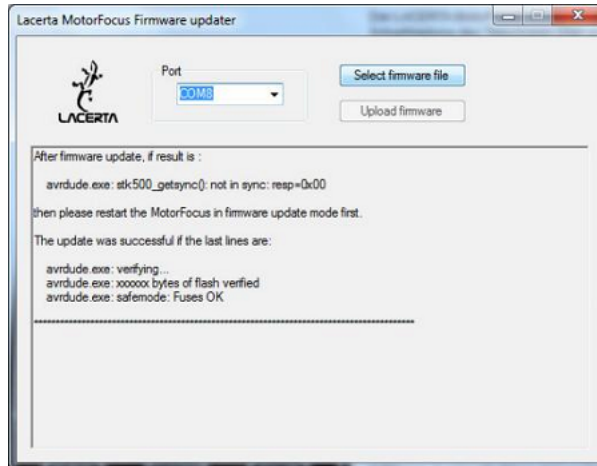 Lacerta MotorFocus Firmware updater
Port
COM8
Select firmware file
LACERTA
Upload firmware
After firmware update, if result is :
avrdude.exe: stk500_getsync(): not in sync: resp=0x00
then please restart the MotorFocus in firmware update mode first.
The update was successful if the last lines are:
avrdude.exe: verifying...
avrdude.exe: xxxxxx bytes of flash verified
avrdude.exe: safemode: Fuses OK